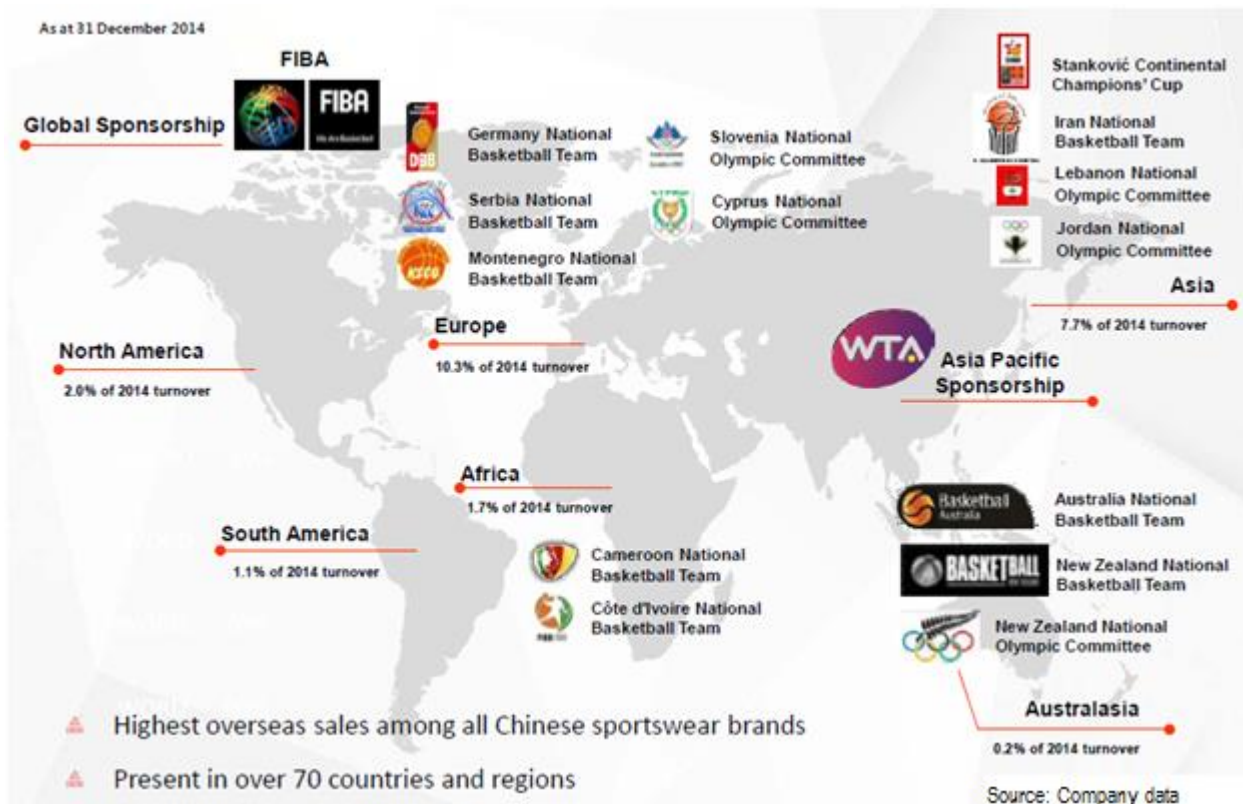 As at 31 December 2014
FIBA
FIBA
We Are Basketball
Global Sponsorship
DBB
Germany National
Basketball Team
Serbia National
Basketball Team
KSCG
Montenegro National
Basketball Team
Slovenia National
Olympic Committee
Cyprus National
Olympic Committee
Stanković Continental
Champions' Cup
Iran National
Basketball Team
Lebanon National
Olympic Committee
Jordan National
Olympic Committee
Asia
7.7% of 2014 turnover
Europe
10.3% of 2014 turnover
North America
2.0% of 2014 turnover
WTA
Asia Pacific
Sponsorship
Africa
1.7% of 2014 turnover
South America
1.1% of 2014 turnover
Cameroon National
Basketball Team
Côte d'Ivoire National
Basketball Team
Basketball
Australia
Australia National
Basketball Team
BASKETBALL
New Zealand National
Basketball Team
New Zealand National
Olympic Committee
Australasia
0.2% of 2014 turnover
Highest overseas sales among all Chinese sportswear brands
Present in over 70 countries and regions
Source: Company data